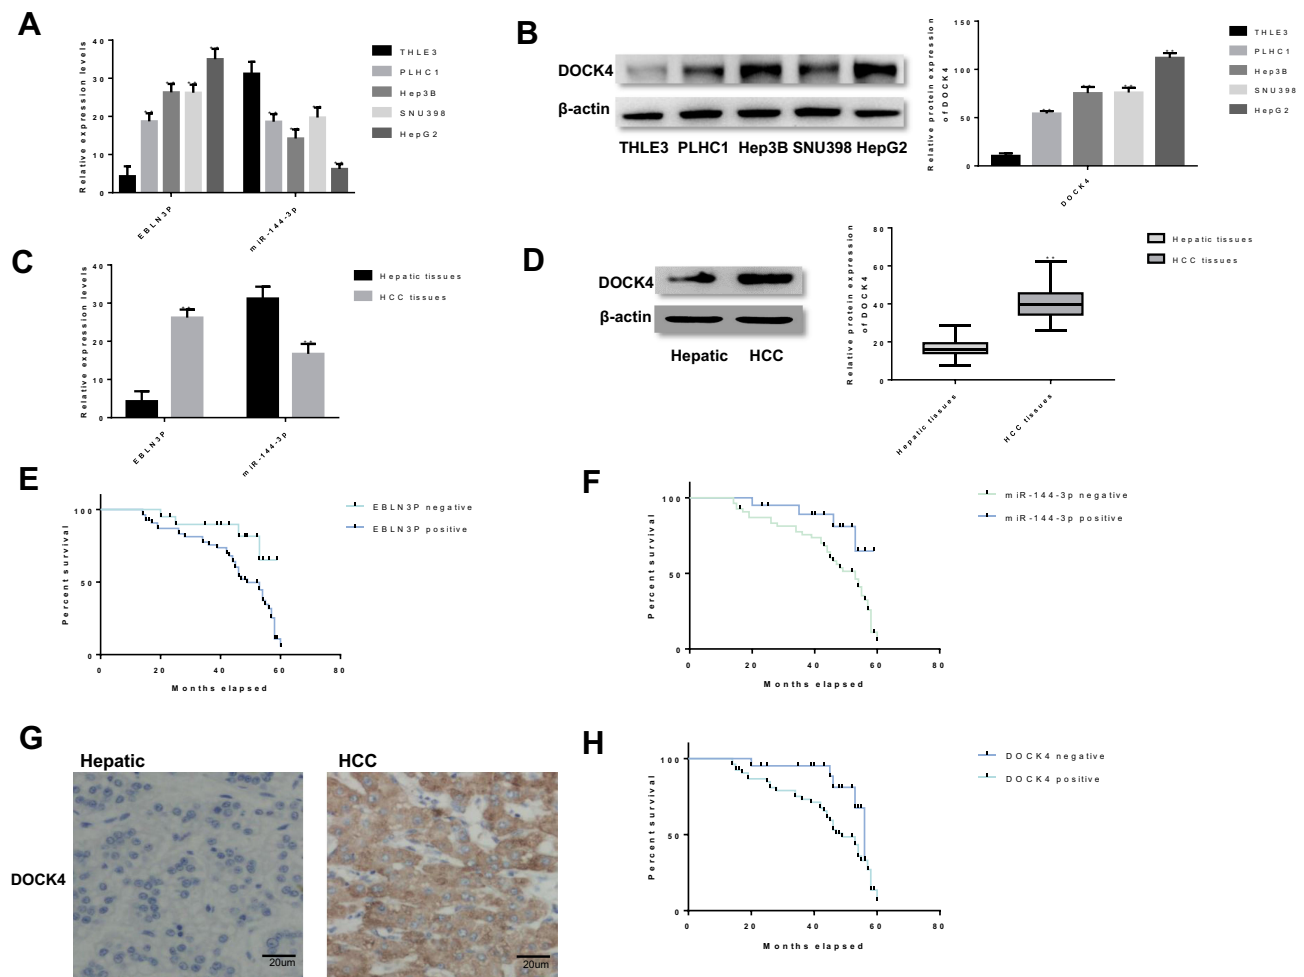 A
Relative expression levels
40
30
20
10
0
EBLN3P
miR-144-3p
THLE3
PLHC1
Hep3B
SNU398
HepG2
B
DOCK4
β-actin
THLE3 PLHC1 Hep3B SNU398 HepG2
Relative protein expression
of DOCK4
150
100
50
0
DOCK4
THLE3
PLHC1
Hep3B
SNU398
HepG2
C
Relative expression levels
40
30
20
10
0
EBLN3P
miR-144-3p
Hepatic tissues
HCC tissues
D
DOCK4
β-actin
Hepatic HCC
Relative protein expression
of DOCK4
80
60
40
20
0
**
Hepatic tissues
HCC tissues
Hepatic tissues
HCC tissues
E
Percent survival
100
50
0
0 20 40 60 80
Months elapsed
EBLN3P negative
EBLN3P positive
F
Percent survival
100
50
0
0 20 40 60 80
Months elapsed
miR-144-3p negative
miR-144-3p positive
G
Hepatic HCC
DOCK4
20um
20um
H
Percent survival
100
50
0
0 20 40 60 80
Months elapsed
DOCK4 negative
DOCK4 positive